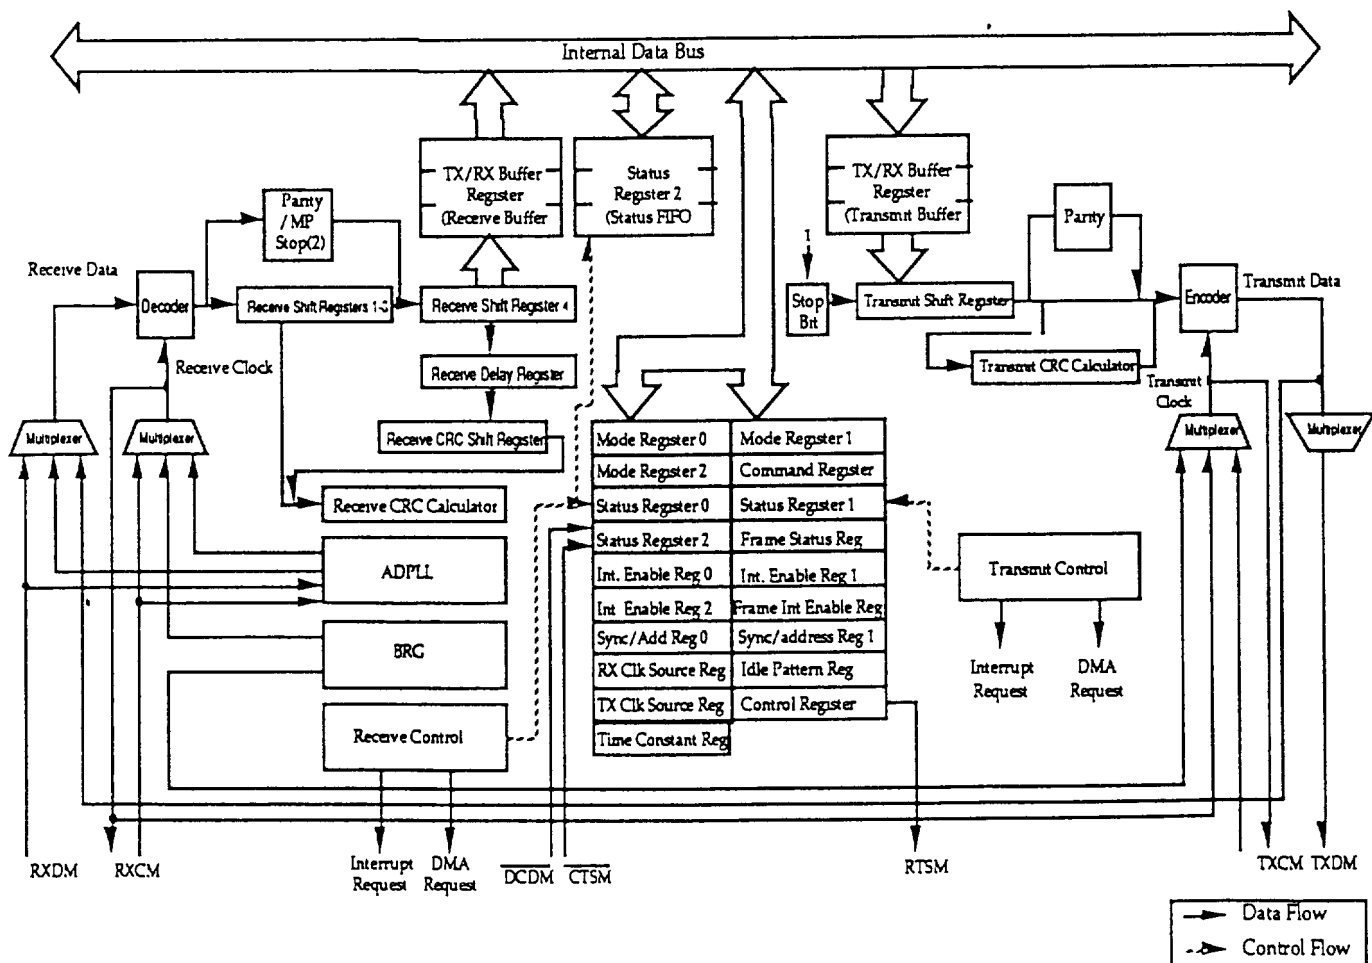 Internal Data Bus
TX/RX Buffer
Register
(Receive Buffer
Status
Register 2
(Status FIFO
TX/RX Buffer
Register
(Transmit Buffer
Parity
/ MP
Stop(2)
Parity
1
Receive Data
Decoder
Receive Shift Registers 1-3
Receive Shift Register 4
Stop
Bit
Transmit Shift Register
Encoder
Transmit Data
Receive Clock
Receive Delay Register
Transmit CRC Calculator
Transmit
Clock
Multiplexer
Multiplexer
Receive CRC Shift Register
Multiplexer
Multiplexer
Receive CRC Calculator
ADPLL
BRG
Receive Control
Mode Register 0
Mode Register 1
Mode Register 2
Command Register
Status Register 0
Status Register 1
Status Register 2
Frame Status Reg
Int. Enable Reg 0
Int. Enable Reg 1
Int Enable Reg 2
Frame Int Enable Reg
Sync/Add Reg 0
Sync/address Reg 1
RX Clk Source Reg
Idle Pattern Reg
TX Clk Source Reg
Control Register
Time Constant Reg
Transmit Control
Interrupt
Request
DMA
Request
RXDM
RXCM
Interrupt
Request
DMA
Request
DCDM
CTSM
RTSM
TXCM
TXDM
Data Flow
Control Flow